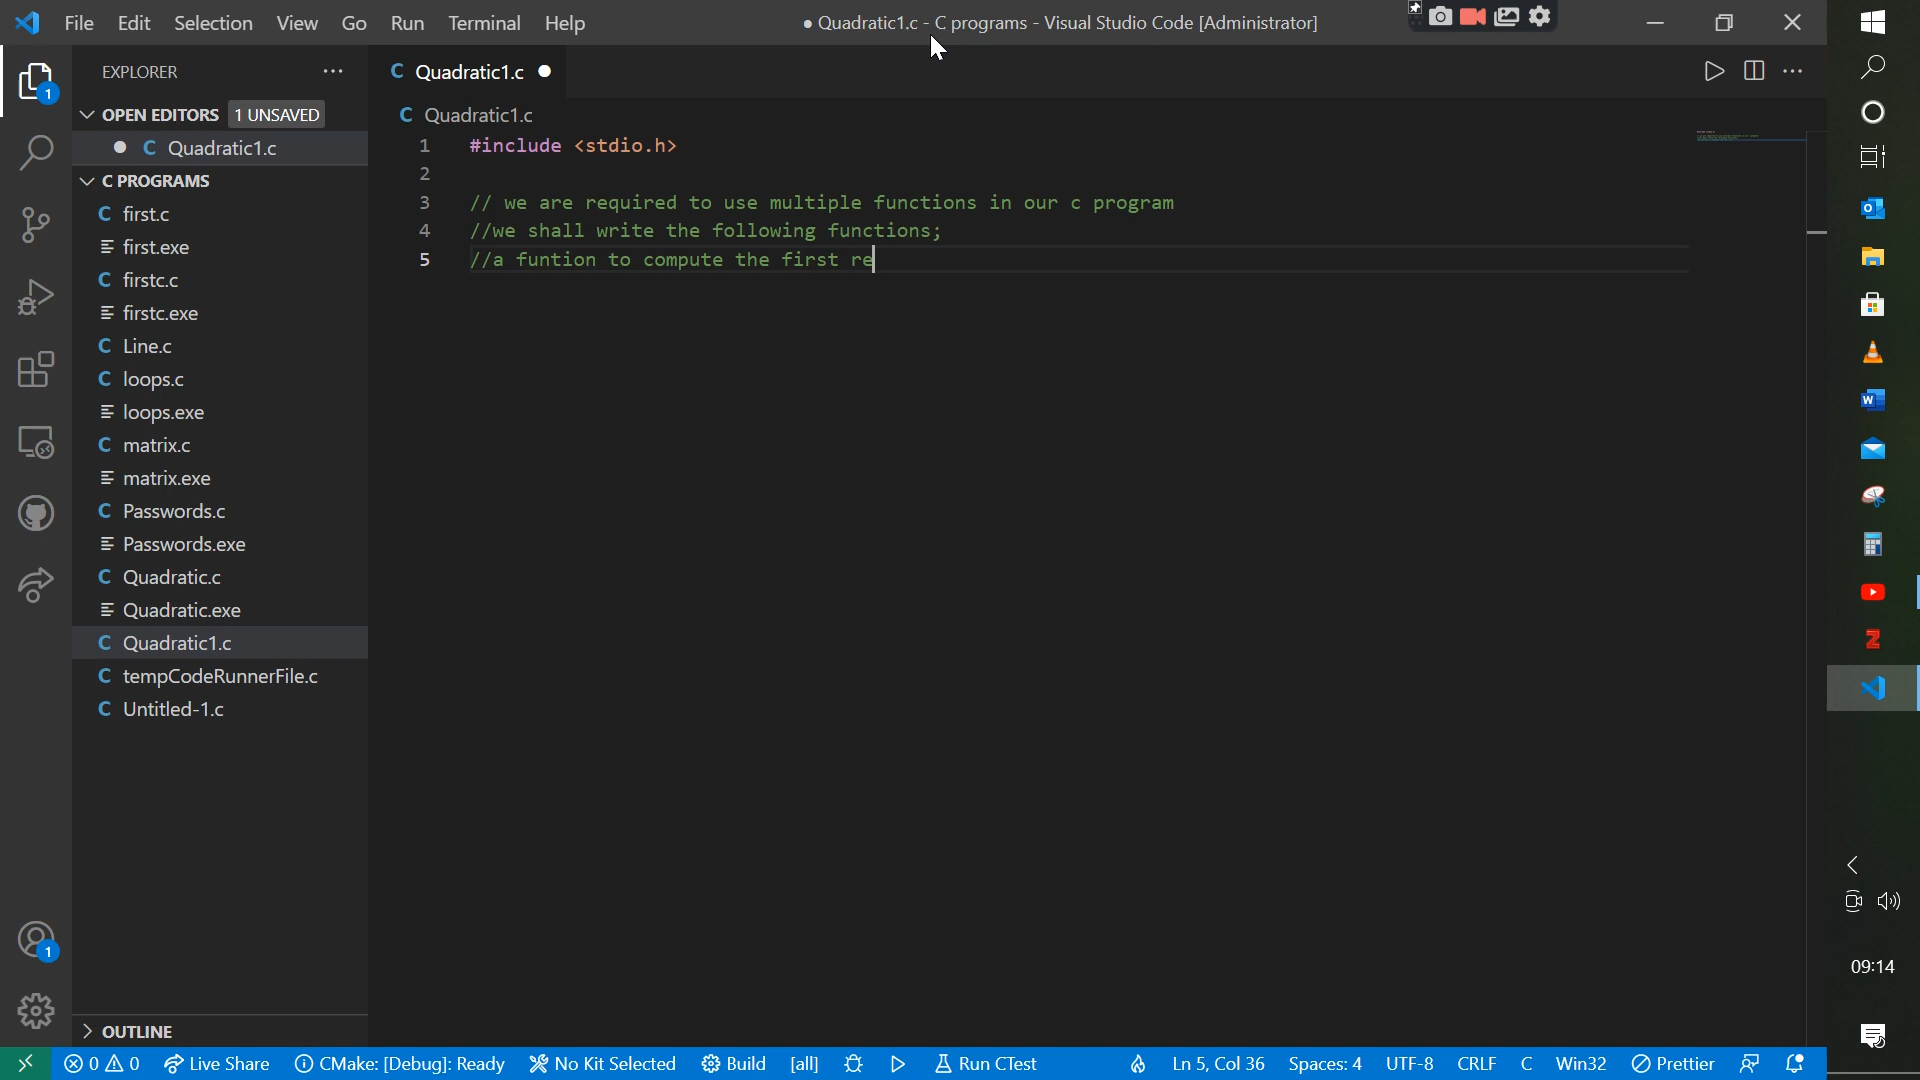 File Edit Selection View Go Run Terminal Help
● Quadratic1.c - C programs - Visual Studio Code [Administrator]
EXPLORER
OPEN EDITORS 1 UNSAVED
Quadratic1.c
C PROGRAMS
C first.c
first.exe
C firstc.c
firstc.exe
C Line.c
C loops.c
loops.exe
C matrix.c
matrix.exe
C Passwords.c
Passwords.exe
C Quadratic.c
Quadratic.exe
C Quadratic1.c
C tempCodeRunnerFile.c
C Untitled-1.c
OUTLINE
C Quadratic1.c
C Quadratic1.c
1 #include <stdio.h>
2
3 // we are required to use multiple functions in our c program
4 //we shall write the following functions;
5 //a funtion to compute the first re
0 0 Live Share CMake: [Debug]: Ready No Kit Selected Build [all] Run CTest Ln 5, Col 36 Spaces: 4 UTF-8 CRLF C Win32 Prettier
09:14